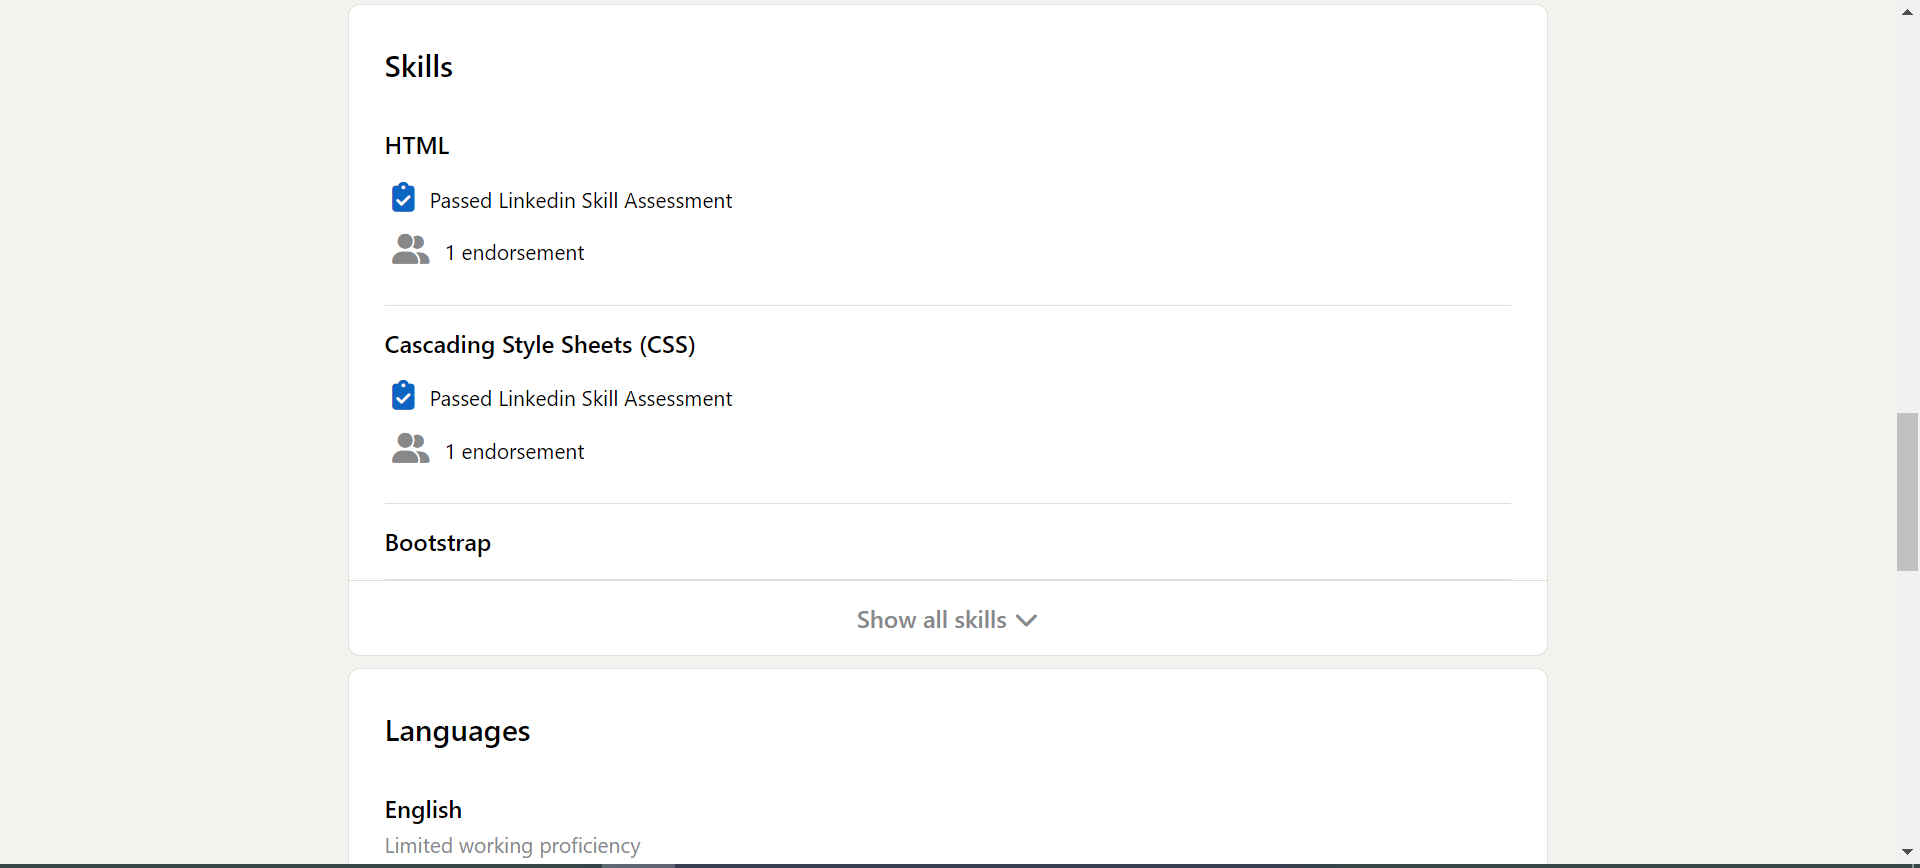 Skills
HTML
Passed Linkedin Skill Assessment
1 endorsement
Cascading Style Sheets (CSS)
Passed Linkedin Skill Assessment
1 endorsement
Bootstrap
Show all skills
Languages
English
Limited working proficiency